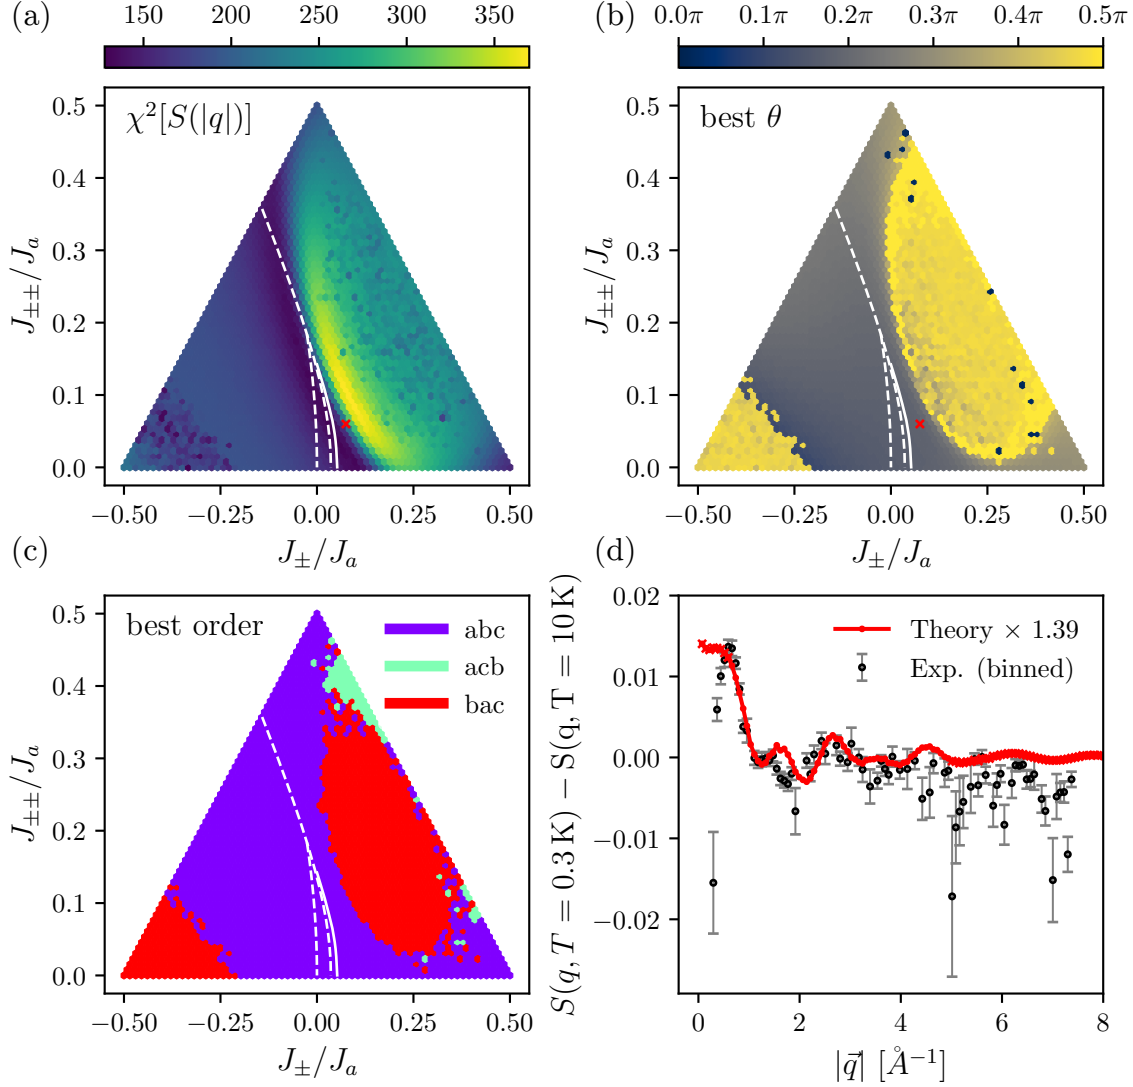 (a)
150 200 250 300 350
χ²[S(|q|)]
0.5
0.4
0.3
0.2
0.1
0.0
J±±/Jₐ
−0.50 −0.25 0.00 0.25 0.50
J±/Jₐ
(b)
0.0π 0.1π 0.2π 0.3π 0.4π 0.5π
best θ
0.5
0.4
0.3
0.2
0.1
0.0
J±±/Jₐ
−0.50 −0.25 0.00 0.25 0.50
J±/Jₐ
(c)
best order
abc
acb
bac
0.5
0.4
0.3
0.2
0.1
0.0
J±±/Jₐ
−0.50 −0.25 0.00 0.25 0.50
J±/Jₐ
(d)
Theory × 1.39
Exp. (binned)
0.02
0.01
0.00
−0.01
−0.02
S(q, T = 0.3 K) − S(q, T = 10 K)
0 2 4 6 8
|q⃗| [Å⁻¹]